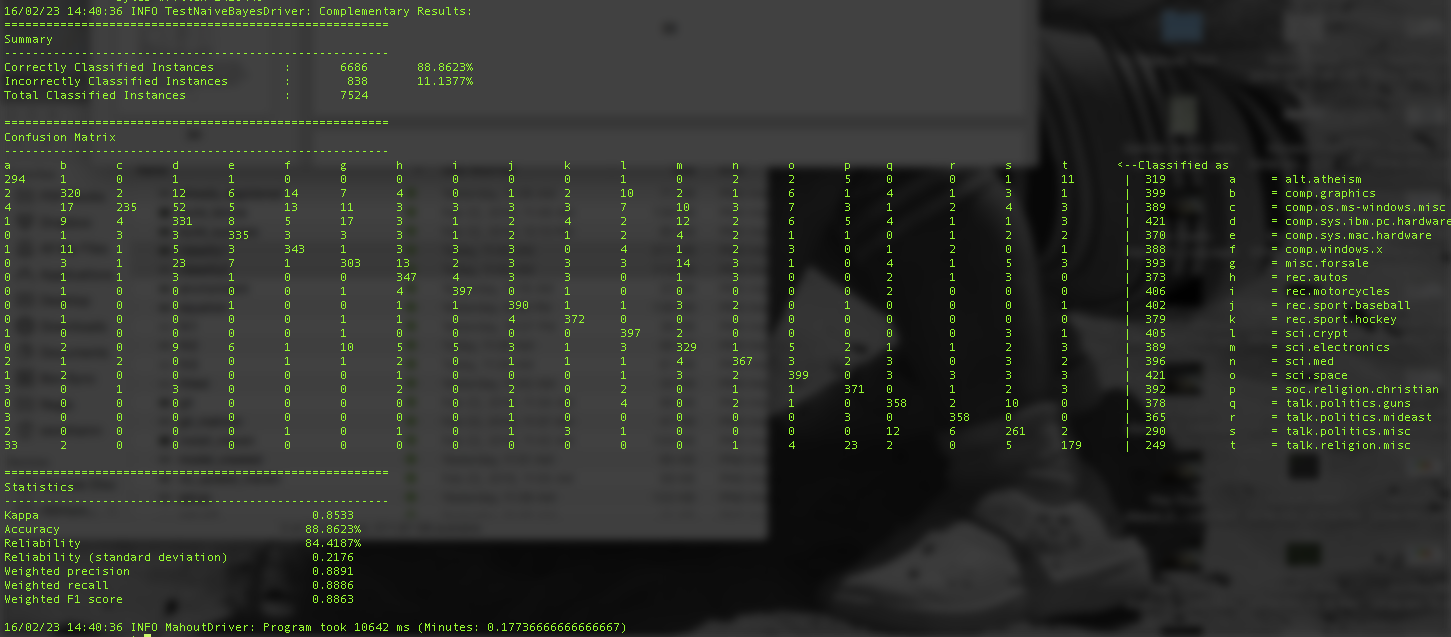 16/02/23 14:40:36 INFO TestNaiveBayesDriver: Complementary Results:
=======================================================
Summary
-------------------------------------------------------
Correctly Classified Instances : 6686 88.8623%
Incorrectly Classified Instances : 838 11.1377%
Total Classified Instances : 7524
=======================================================
Confusion Matrix
-------------------------------------------------------
a b c d e f g h i j k l m n o p q r s t <--Classified as
294 1 0 1 1 0 0 0 0 1 0 0 0 2 2 5 0 0 1 11 | 319 a = alt.atheism
2 320 2 12 6 14 7 4 0 1 2 10 2 1 6 1 4 1 3 1 | 399 b = comp.graphics
4 17 235 52 5 13 11 3 3 3 3 7 10 3 7 3 1 2 4 3 | 389 c = comp.os.ms-windows.misc
1 9 4 331 8 5 17 3 1 2 4 2 12 2 6 5 4 1 1 3 | 421 d = comp.sys.ibm.pc.hardware
0 1 3 3 335 3 3 3 1 2 1 2 4 2 1 1 0 1 2 2 | 370 e = comp.sys.mac.hardware
1 11 1 5 3 343 1 3 3 3 0 4 1 2 3 0 1 2 0 1 | 388 f = comp.windows.x
0 3 1 23 7 1 303 13 2 3 3 3 14 3 1 0 4 1 5 3 | 393 g = misc.forsale
0 1 1 1 0 0 0 347 4 3 3 0 1 3 0 0 2 1 3 0 | 373 h = rec.autos
0 1 0 0 0 0 1 4 397 0 1 0 0 0 0 0 2 0 0 0 | 406 i = rec.motorcycles
0 0 0 0 1 0 0 1 1 390 1 1 3 2 0 1 0 0 0 1 | 402 j = rec.sport.baseball
0 1 0 0 0 0 1 1 0 4 372 0 0 0 0 0 0 0 0 0 | 379 k = rec.sport.hockey
1 0 0 0 1 0 0 0 0 0 0 397 2 0 0 0 0 0 3 1 | 405 l = sci.crypt
0 2 0 9 6 1 10 5 5 3 1 3 329 1 5 2 1 1 2 3 | 389 m = sci.electronics
2 1 2 0 0 1 1 2 0 1 1 1 4 367 3 2 3 0 3 2 | 396 n = sci.med
1 2 0 0 1 0 0 0 0 0 0 1 3 2 399 0 3 3 3 3 | 421 o = sci.space
3 0 1 3 0 0 0 2 0 2 0 2 0 1 1 371 0 1 2 3 | 392 p = soc.religion.christian
0 0 0 0 0 0 0 0 0 1 0 4 0 2 1 0 358 2 10 0 | 378 q = talk.politics.guns
3 0 0 0 0 0 0 0 0 1 0 0 0 0 0 3 0 358 0 0 | 365 r = talk.politics.mideast
2 0 0 0 0 1 0 1 0 1 3 1 0 0 0 0 12 6 261 2 | 290 s = talk.politics.misc
33 2 0 0 0 0 0 0 0 0 0 0 0 1 4 23 2 0 5 179 | 249 t = talk.religion.misc
=======================================================
Statistics
-------------------------------------------------------
Kappa 0.8533
Accuracy 88.8623%
Reliability 84.4187%
Reliability (standard deviation) 0.2176
Weighted precision 0.8891
Weighted recall 0.8886
Weighted F1 score 0.8863
16/02/23 14:40:36 INFO MahoutDriver: Program took 10642 ms (Minutes: 0.17736666666666667)